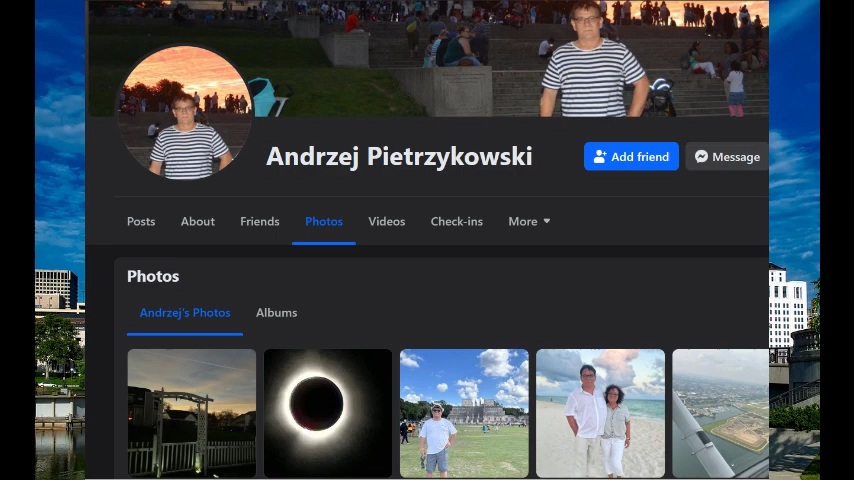 Andrzej Pietrzykowski
Add friend
Message
Posts
About
Friends
Photos
Videos
Check-ins
More
Photos
Andrzej's Photos
Albums